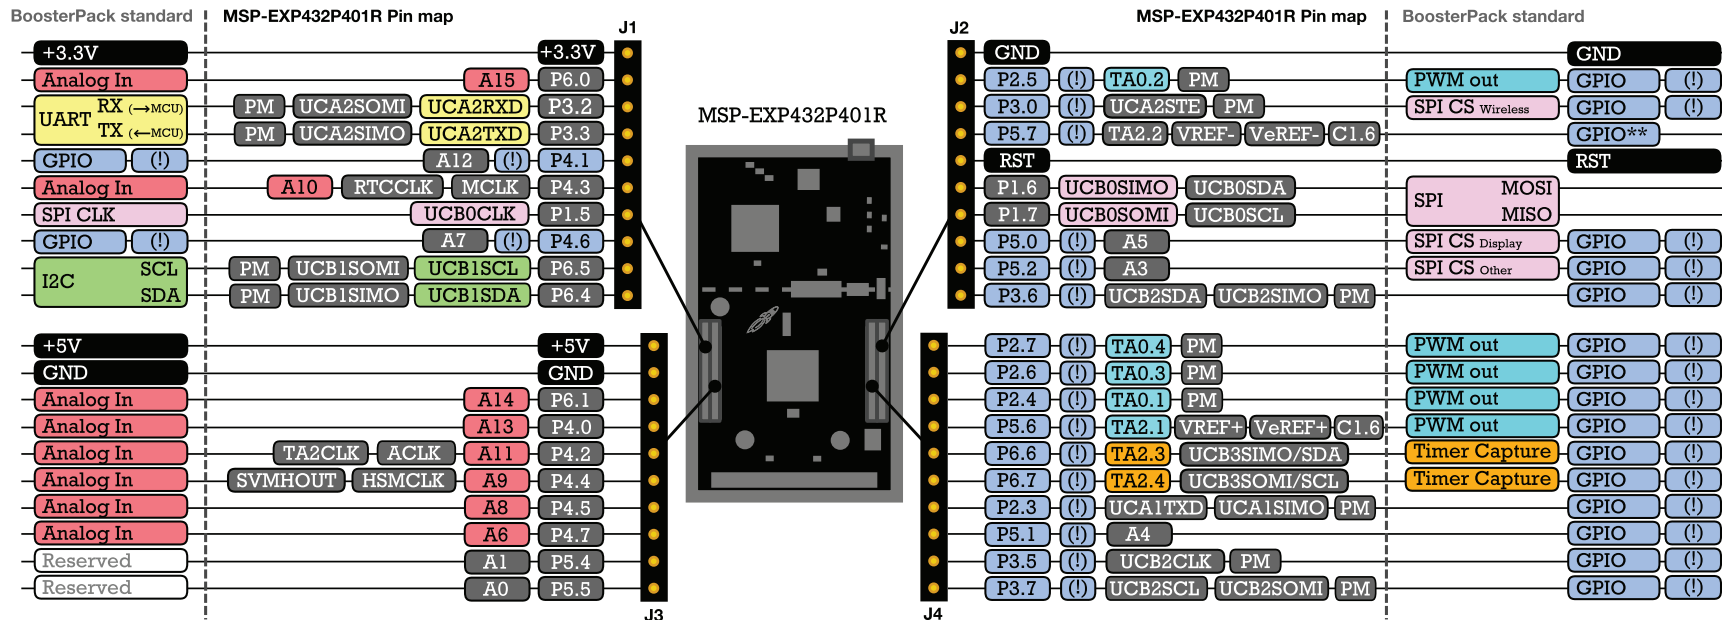 BoosterPack standard MSP-EXP432P401R Pin map
J1
+3.3V +3.3V
Analog In A15 P6.0
UART RX (→MCU) PM UCA2SOMI UCA2RXD P3.2
TX (←MCU) PM UCA2SIMO UCA2TXD P3.3
GPIO (!) A12 (!) P4.1
Analog In A10 RTCCLK MCLK P4.3
SPI CLK UCB0CLK P1.5
GPIO (!) A7 (!) P4.6
I2C SCL PM UCB1SOMI UCB1SCL P6.5
SDA PM UCB1SIMO UCB1SDA P6.4
+5V +5V
GND GND
Analog In A14 P6.1
Analog In A13 P4.0
Analog In TA2CLK ACLK A11 P4.2
Analog In SVMHOUT HSMCLK A9 P4.4
Analog In A8 P4.5
Analog In A6 P4.7
Reserved A1 P5.4
Reserved A0 P5.5
J3
MSP-EXP432P401R
MSP-EXP432P401R Pin map BoosterPack standard
J2
GND GND
P2.5 (!) TA0.2 PM PWM out GPIO (!)
P3.0 (!) UCA2STE PM SPI CS Wireless GPIO (!)
P5.7 (!) TA2.2 VREF- VeREF- C1.6 GPIO**
RST RST
P1.6 UCB0SIMO UCB0SDA SPI MOSI
P1.7 UCB0SOMI UCB0SCL MISO
P5.0 (!) A5 SPI CS Display GPIO (!)
P5.2 (!) A3 SPI CS Other GPIO (!)
P3.6 (!) UCB2SDA UCB2SIMO PM GPIO (!)
P2.7 (!) TA0.4 PM PWM out GPIO (!)
P2.6 (!) TA0.3 PM PWM out GPIO (!)
P2.4 (!) TA0.1 PM PWM out GPIO (!)
P5.6 (!) TA2.1 VREF+ VeREF+ C1.6 PWM out GPIO (!)
P6.6 (!) TA2.3 UCB3SIMO/SDA Timer Capture GPIO (!)
P6.7 (!) TA2.4 UCB3SOMI/SCL Timer Capture GPIO (!)
P2.3 (!) UCA1TXD UCA1SIMO PM GPIO (!)
P5.1 (!) A4 GPIO (!)
P3.5 (!) UCB2CLK PM GPIO (!)
P3.7 (!) UCB2SCL UCB2SOMI PM GPIO (!)
J4